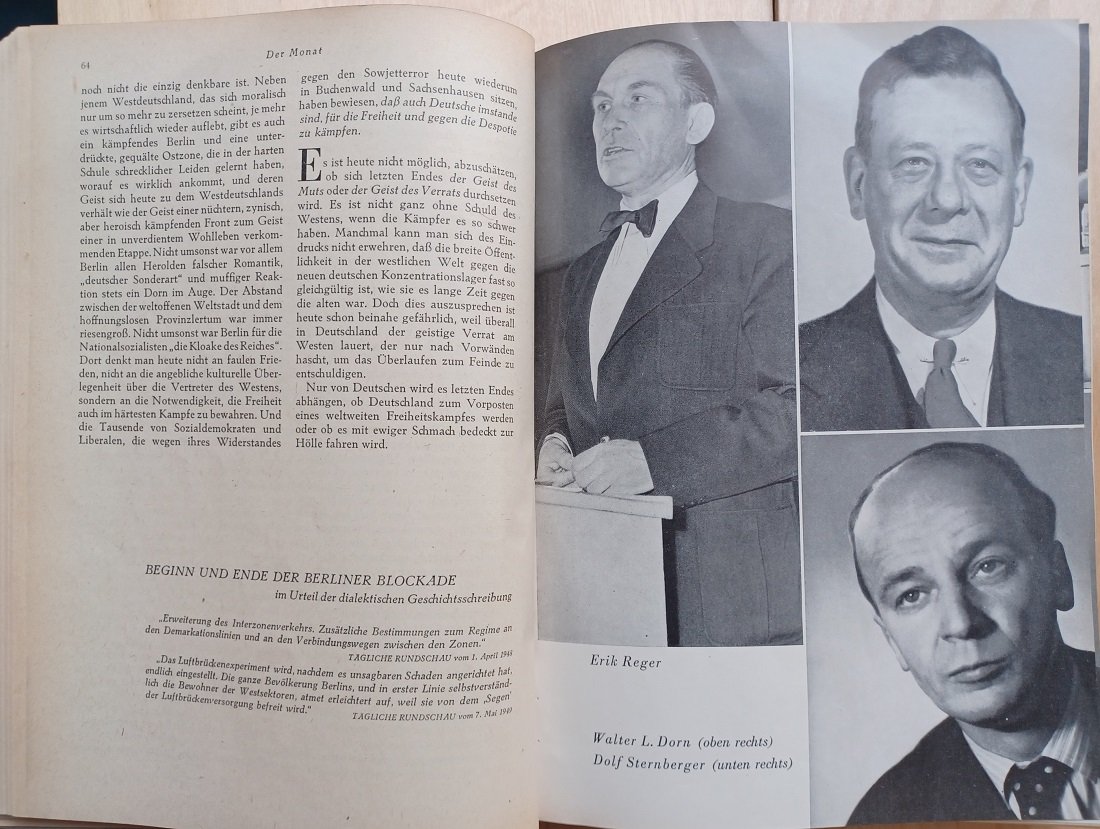 64
Der Monat
noch nicht die einzig denkbare ist. Neben
jenem Westdeutschland, das sich moralisch
nur um so mehr zu zersetzen scheint, je mehr
es wirtschaftlich wieder auflebt, gibt es auch
ein kämpfendes Berlin und eine unter-
drückte, gequälte Ostzone, die in der harten
Schule schrecklicher Leiden gelernt haben,
worauf es wirklich ankommt, und deren
Geist sich heute zu dem Westdeutschlands
verhält wie der Geist einer nüchtern, zynisch,
aber heroisch kämpfenden Front zum Geist
einer in unverdientem Wohlleben verkom-
menden Etappe. Nicht umsonst war vor allem
Berlin allen Herolden falscher Romantik,
„deutscher Sonderart" und muffiger Reak-
tion stets ein Dorn im Auge. Der Abstand
zwischen der weltoffenen Weltstadt und dem
hoffnungslosen Provinzlertum war immer
riesengroß. Nicht umsonst war Berlin für die
Nationalsozialisten „die Kloake des Reiches".
Dort denkt man heute nicht an faulen Frie-
den, nicht an die angebliche kulturelle Über-
legenheit über die Vertreter des Westens,
sondern an die Notwendigkeit, die Freiheit
auch im härtesten Kampfe zu bewahren. Und
die Tausende von Sozialdemokraten und
Liberalen, die wegen ihres Widerstandes
gegen den Sowjetterror heute wiederum
in Buchenwald und Sachsenhausen sitzen,
haben bewiesen, daß auch Deutsche imstande
sind, für die Freiheit und gegen die Despotie
zu kämpfen.
Es ist heute nicht möglich, abzuschätzen,
ob sich letzten Endes der Geist des
Muts oder der Geist des Verrats durchsetzen
wird. Es ist nicht ganz ohne Schuld des
Westens, wenn die Kämpfer es so schwer
haben. Manchmal kann man sich des Ein-
drucks nicht erwehren, daß die breite Öffent-
lichkeit in der westlichen Welt gegen die
neuen deutschen Konzentrationslager fast so
gleichgültig ist, wie sie es lange Zeit gegen
die alten war. Doch dies auszusprechen ist
heute schon beinahe gefährlich, weil überall
in Deutschland der geistige Verrat am
Westen lauert, der nur nach Vorwänden
hascht, um das Überlaufen zum Feinde zu
entschuldigen.
Nur von Deutschen wird es letzten Endes
abhängen, ob Deutschland zum Vorposten
eines weltweiten Freiheitskampfes werden
oder ob es mit ewiger Schmach bedeckt zur
Hölle fahren wird.
BEGINN UND ENDE DER BERLINER BLOCKADE
im Urteil der dialektischen Geschichtsschreibung
„Erweiterung des Interzonenverkehrs. Zusätzliche Bestimmungen zum Regime an
den Demarkationslinien und an den Verbindungswegen zwischen den Zonen."
TÄGLICHE RUNDSCHAU vom 1. April 1948
„Das Luftbrückenexperiment wird, nachdem es unsagbaren Schaden angerichtet hat,
endlich eingestellt. Die ganze Bevölkerung Berlins, und in erster Linie selbstverständ-
lich die Bewohner der Westsektoren, atmet erleichtert auf, weil sie von dem ‚Segen'
der Luftbrückenversorgung befreit wird."
TÄGLICHE RUNDSCHAU vom 7. Mai 1949
Erik Reger
Walter L. Dorn (oben rechts)
Dolf Sternberger (unten rechts)